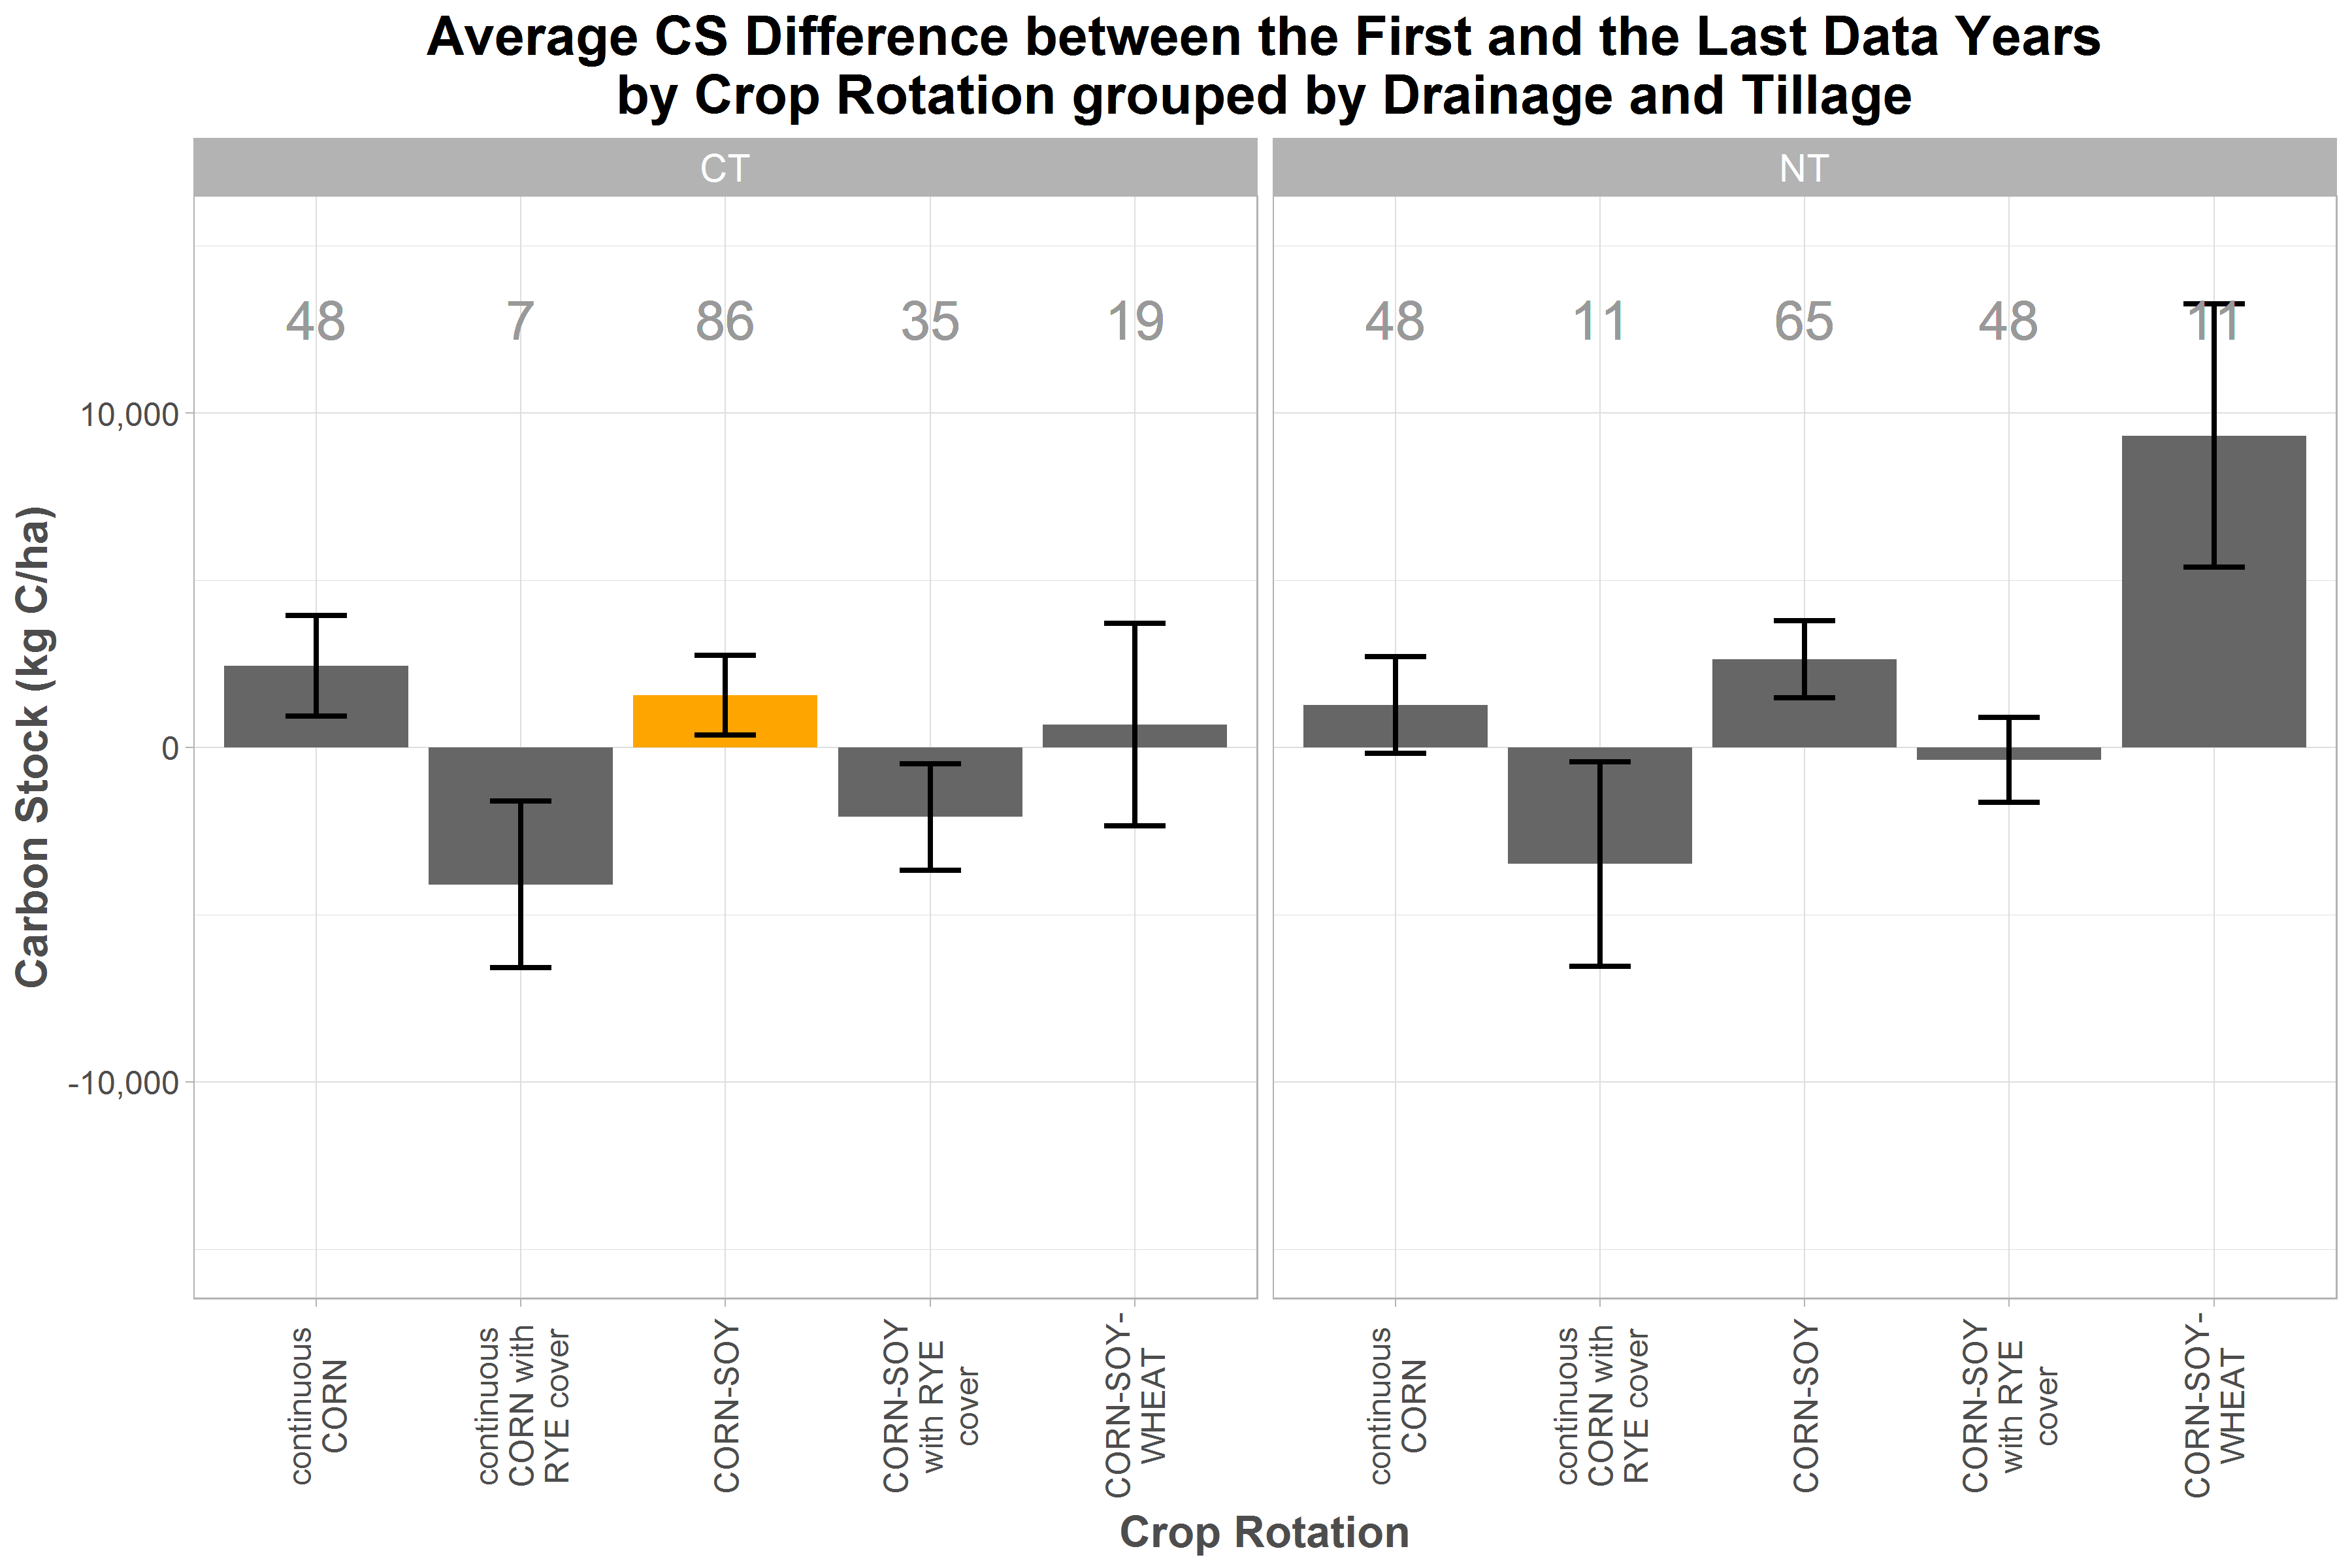 Average CS Difference between the First and the Last Data Years
by Crop Rotation grouped by Drainage and Tillage
CT
NT
48
7
86
35
19
48
11
65
48
11
Carbon Stock (kg C/ha)
10,000
0
-10,000
continuous
CORN
continuous
CORN with
RYE cover
CORN-SOY
CORN-SOY
with RYE
cover
CORN-SOY-
WHEAT
continuous
CORN
continuous
CORN with
RYE cover
CORN-SOY
CORN-SOY
with RYE
cover
CORN-SOY-
WHEAT
Crop Rotation